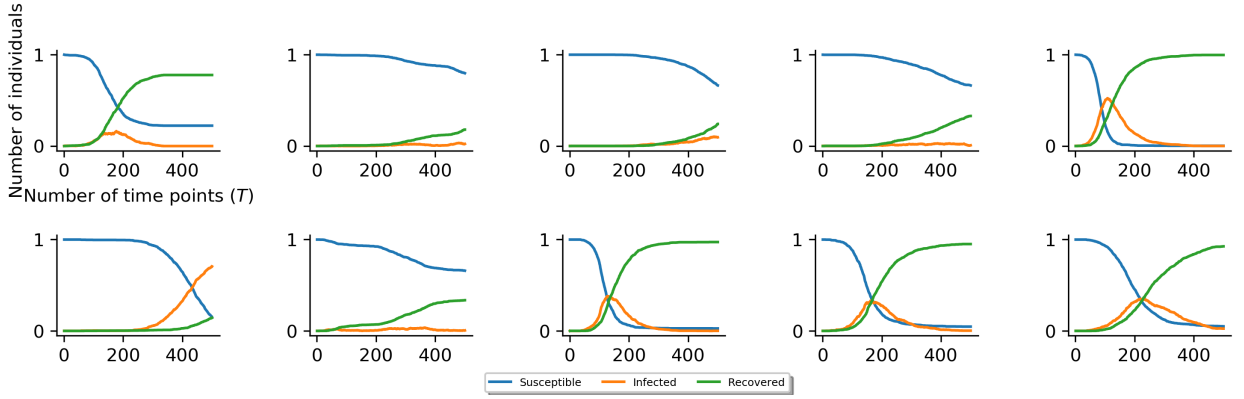 Number of individuals
1 1 1 1 1
0 0 0 0 0
0 200 400 0 200 400 0 200 400 0 200 400 0 200 400
Number of time points (T)
1 1 1 1 1
0 0 0 0 0
0 200 400 0 200 400 0 200 400 0 200 400 0 200 400
Susceptible Infected Recovered